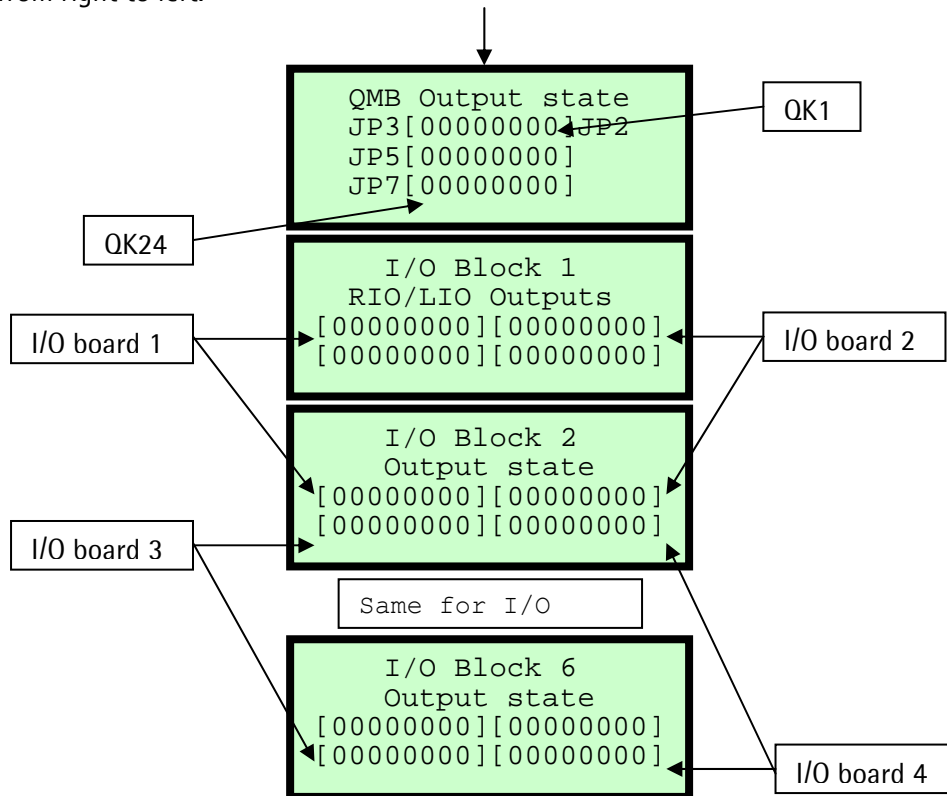 from right to left.
QMB Output state
JP3[00000000]JP2
JP5[00000000]
JP7[00000000]
QK1
QK24
I/O Block 1
RIO/LIO Outputs
[00000000][00000000]
[00000000][00000000]
I/O board 1
I/O board 2
I/O Block 2
Output state
[00000000][00000000]
[00000000][00000000]
I/O board 3
Same for I/O
I/O Block 6
Output state
[00000000][00000000]
[00000000][00000000]
I/O board 4